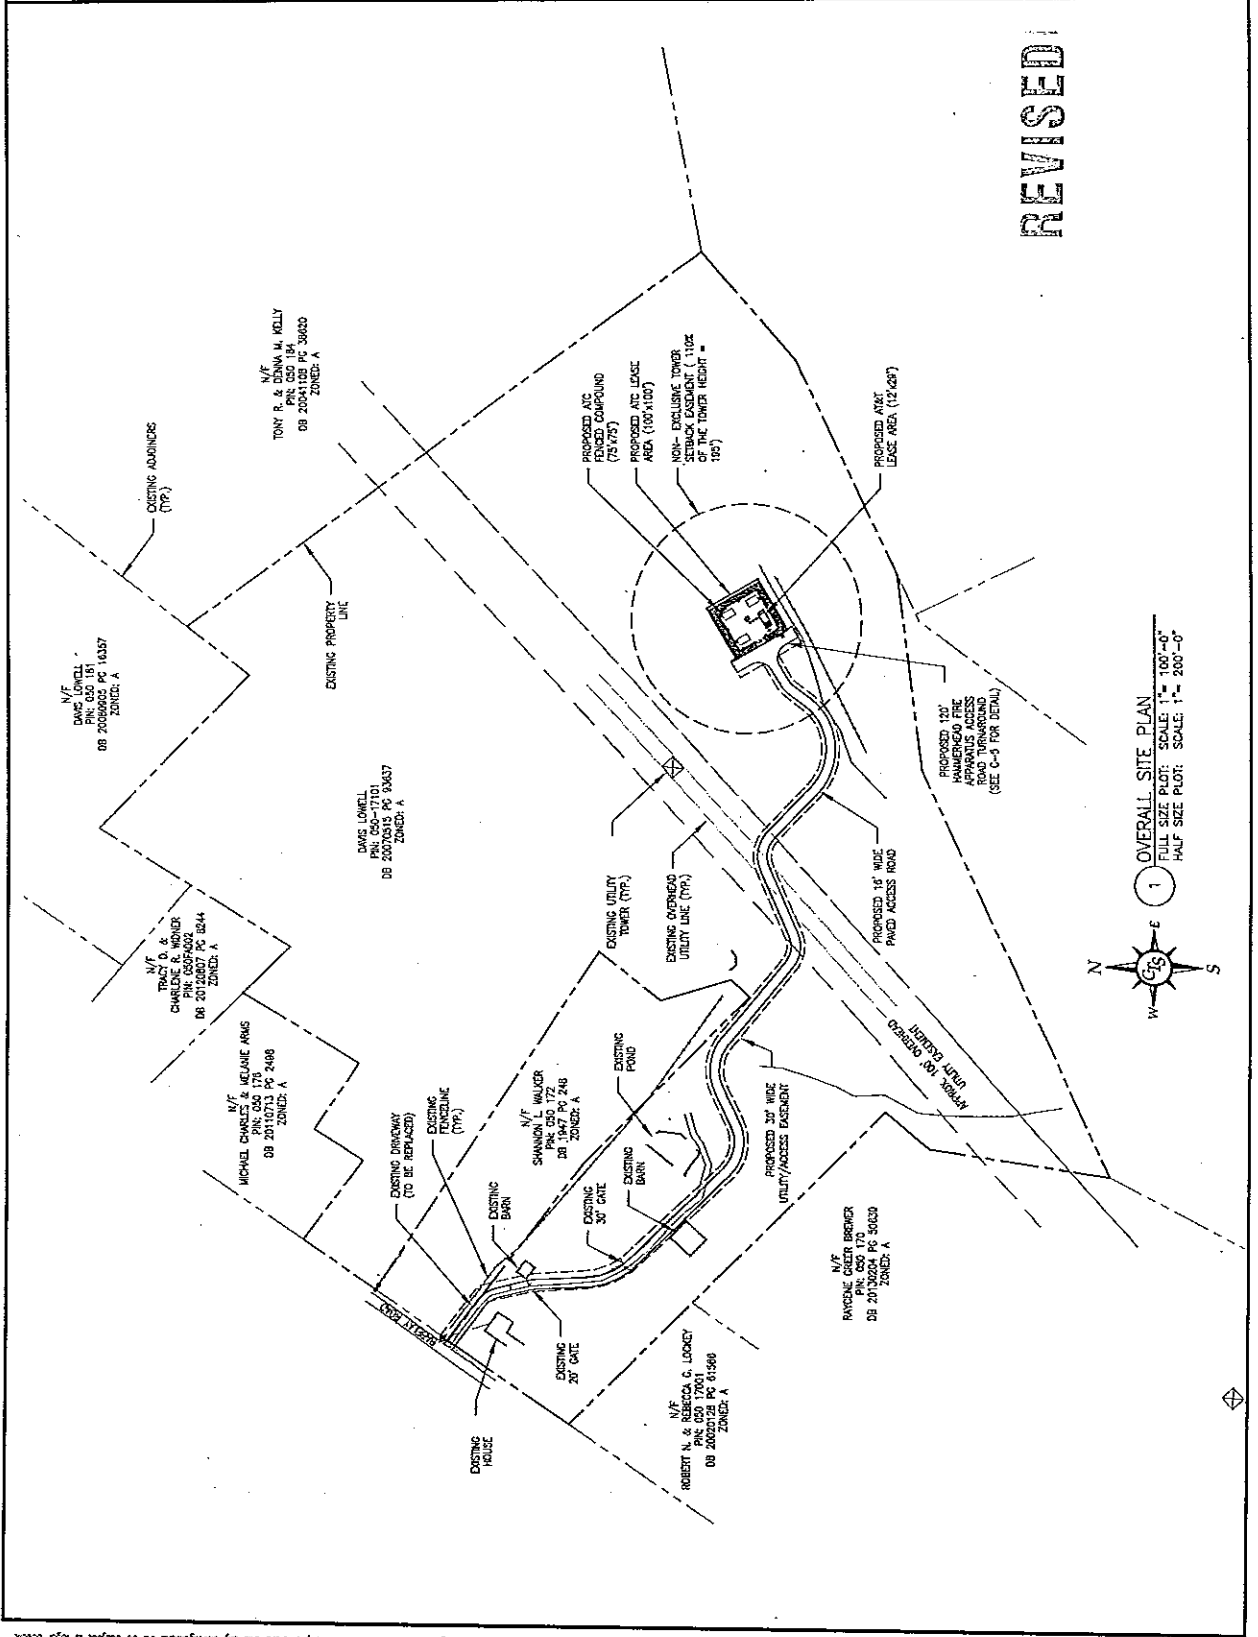 REVISED
N/F
DAVIS LOWELL
PIN: 050 181
DB 20080905 PG 16357
ZONED: A
EXISTING ADJOINERS
(TYP.)
N/F
TONY R. & DENNA M. KELLY
PIN: 050 184
DB 20041108 PG 38620
ZONED: A
N/F
TRACY D. &
CHARLENE R. WIDNER
PIN: 050FA002
DB 20120807 PG 8244
ZONED: A
DAVIS LOWELL
PIN: 050-17101
DB 20070515 PG 93637
ZONED: A
EXISTING PROPERTY
LINE
N/F
MICHAEL CHARLES & MELANIE ARMS
PIN: 050 176
DB 20110713 PG 2498
ZONED: A
PROPOSED ATC
FENCED COMPOUND
(75'x75')
PROPOSED ATC LEASE
AREA (100'x100')
NON- EXCLUSIVE TOWER
SETBACK EASEMENT ( 110%
OF THE TOWER HEIGHT =
195')
PROPOSED AT&T
LEASE AREA (12'x29')
EXISTING DRIVEWAY
(TO BE REPLACED)
EXISTING
FENCELINE
(TYP.)
N/F
SHANNON L. WALKER
PIN: 050 172
DB 1947 PG 248
ZONED: A
EXISTING UTILITY
TOWER (TYP.)
EXISTING OVERHEAD
UTILITY LINE (TYP.)
EXISTING
BARN
EXISTING
POND
EXISTING
30' GATE
EXISTING
BARN
EXISTING
20' GATE
EXISTING
HOUSE
PROPOSED 30' WIDE
UTILITY/ACCESS EASEMENT
PROPOSED 16' WIDE
PAVED ACCESS ROAD
PROPOSED 120'
HAMMERHEAD FIRE
APPARATUS ACCESS
ROAD TURNAROUND
(SEE C-5 FOR DETAIL)
APPROX. 100' OVERHEAD
UTILITY EASEMENT
N/F
ROBERT N. & REBECCA G. LOCKEY
PIN: 050 17001
DB 20020128 PG 61566
ZONED: A
N/F
RAYCENE GREER BREWER
PIN: 050 170
DB 20130204 PG 50630
ZONED: A
N
W
E
S
GTS
1
OVERALL SITE PLAN
FULL SIZE PLOT: SCALE: 1"= 100'-0"
HALF SIZE PLOT: SCALE: 1"= 200'-0"